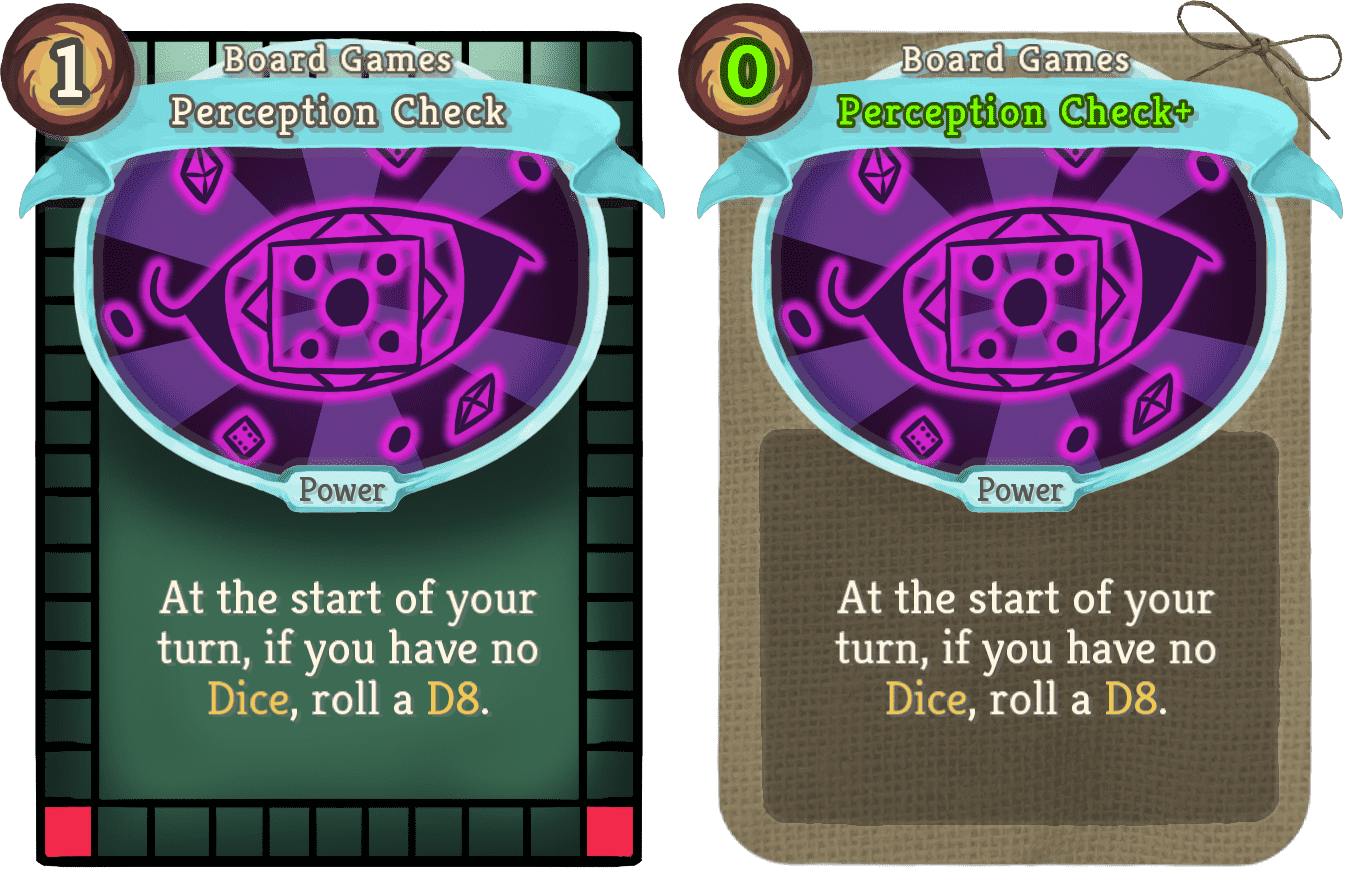 1
Board Games
Perception Check
Power
At the start of your
turn, if you have no
Dice, roll a D8.
0
Board Games
Perception Check+
Power
At the start of your
turn, if you have no
Dice, roll a D8.